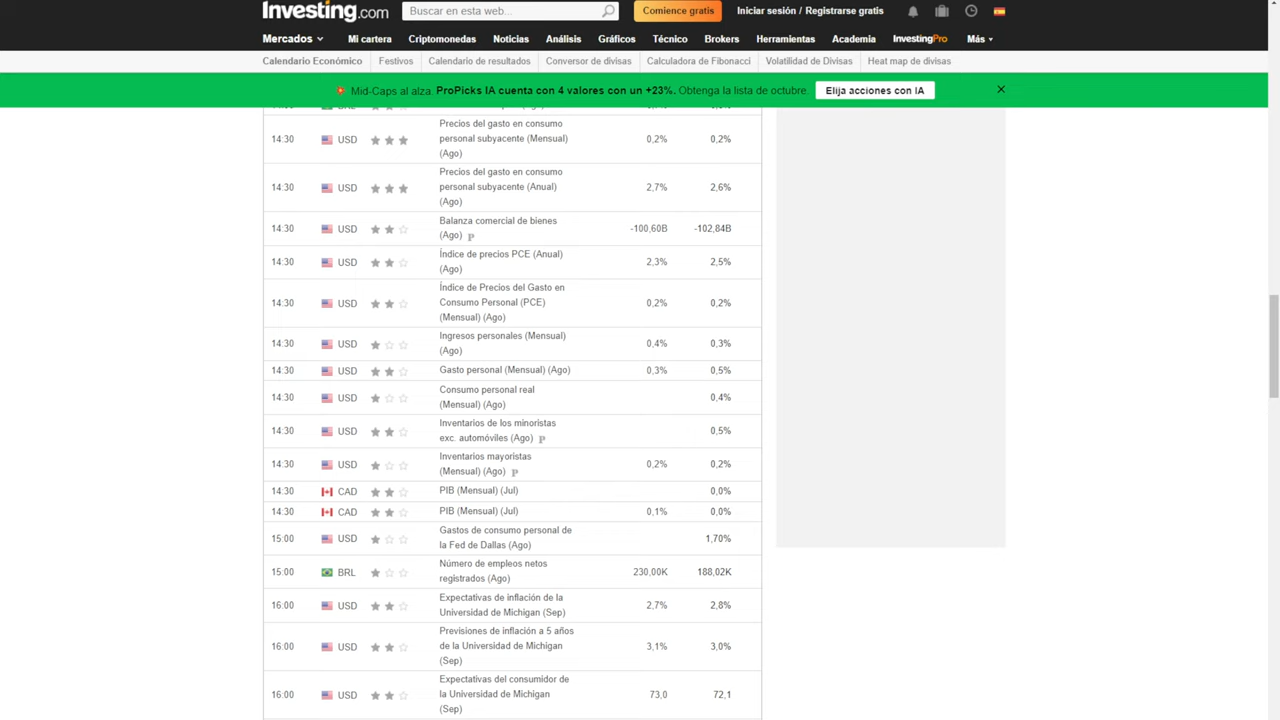 Investing.com
Buscar en esta web...
Comience gratis
Iniciar sesión / Registrarse gratis
Mercados
Mi cartera
Criptomonedas
Noticias
Análisis
Gráficos
Técnico
Brokers
Herramientas
Academia
InvestingPro
Más
Calendario Económico
Festivos
Calendario de resultados
Conversor de divisas
Calculadora de Fibonacci
Volatilidad de Divisas
Heat map de divisas
Mid-Caps al alza. ProPicks IA cuenta con 4 valores con un +23%. Obtenga la lista de octubre.
Elija acciones con IA
14:30 USD Precios del gasto en consumo
personal subyacente (Mensual) 0,2% 0,2%
(Ago)
14:30 USD Precios del gasto en consumo
personal subyacente (Anual) 2,7% 2,6%
(Ago)
14:30 USD Balanza comercial de bienes -100,60B -102,84B
(Ago)
14:30 USD Índice de precios PCE (Anual) 2,3% 2,5%
(Ago)
14:30 USD Índice de Precios del Gasto en
Consumo Personal (PCE) 0,2% 0,2%
(Mensual) (Ago)
14:30 USD Ingresos personales (Mensual) 0,4% 0,3%
(Ago)
14:30 USD Gasto personal (Mensual) (Ago) 0,3% 0,5%
14:30 USD Consumo personal real 0,4%
(Mensual) (Ago)
14:30 USD Inventarios de los minoristas 0,5%
exc. automóviles (Ago)
14:30 USD Inventarios mayoristas 0,2% 0,2%
(Mensual) (Ago)
14:30 CAD PIB (Mensual) (Jul) 0,0%
14:30 CAD PIB (Mensual) (Jul) 0,1% 0,0%
15:00 USD Gastos de consumo personal de 1,70%
la Fed de Dallas (Ago)
15:00 BRL Número de empleos netos 230,00K 188,02K
registrados (Ago)
16:00 USD Expectativas de inflación de la 2,7% 2,8%
Universidad de Michigan (Sep)
16:00 USD Previsiones de inflación a 5 años
de la Universidad de Michigan 3,1% 3,0%
(Sep)
16:00 USD Expectativas del consumidor de
la Universidad de Michigan 73,0 72,1
(Sep)